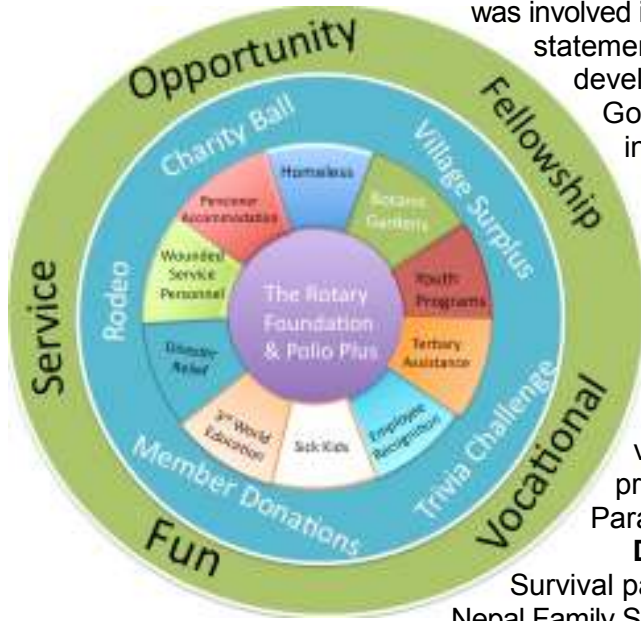 was involved i
statemen
devel
Go
in
Opportunity
Fellowship
Vocational
Fun
Service
Charity Ball
Village Surplus
Trivia Challenge
Member Donations
Rodeo
Homeless
Botanic
Gardens
Youth
Programs
Tertiary
Assistance
Employee
Recognition
Sick Kids
3rd World
Education
Disaster
Relief
Wounded
Service
Personnel
Pensioner
Accommodation
The Rotary
Foundation
& Polio Plus
v
pr
Para
D
Survival pa
Nepal Family S